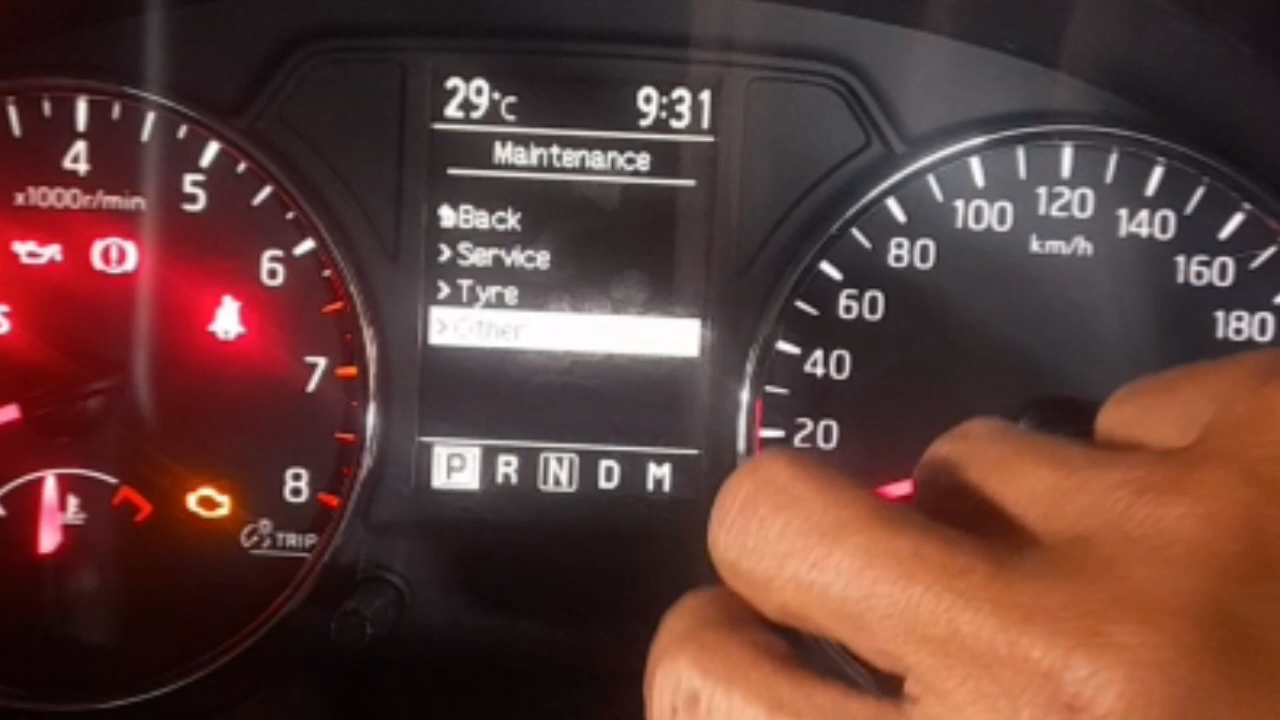 29°C 9:31
Maintenance
Back
> Service
> Tyre
> Other
P R N D M
4
5
6
7
8
x1000r/min
TRIP
20
40
60
80
100
120
140
160
180
km/h